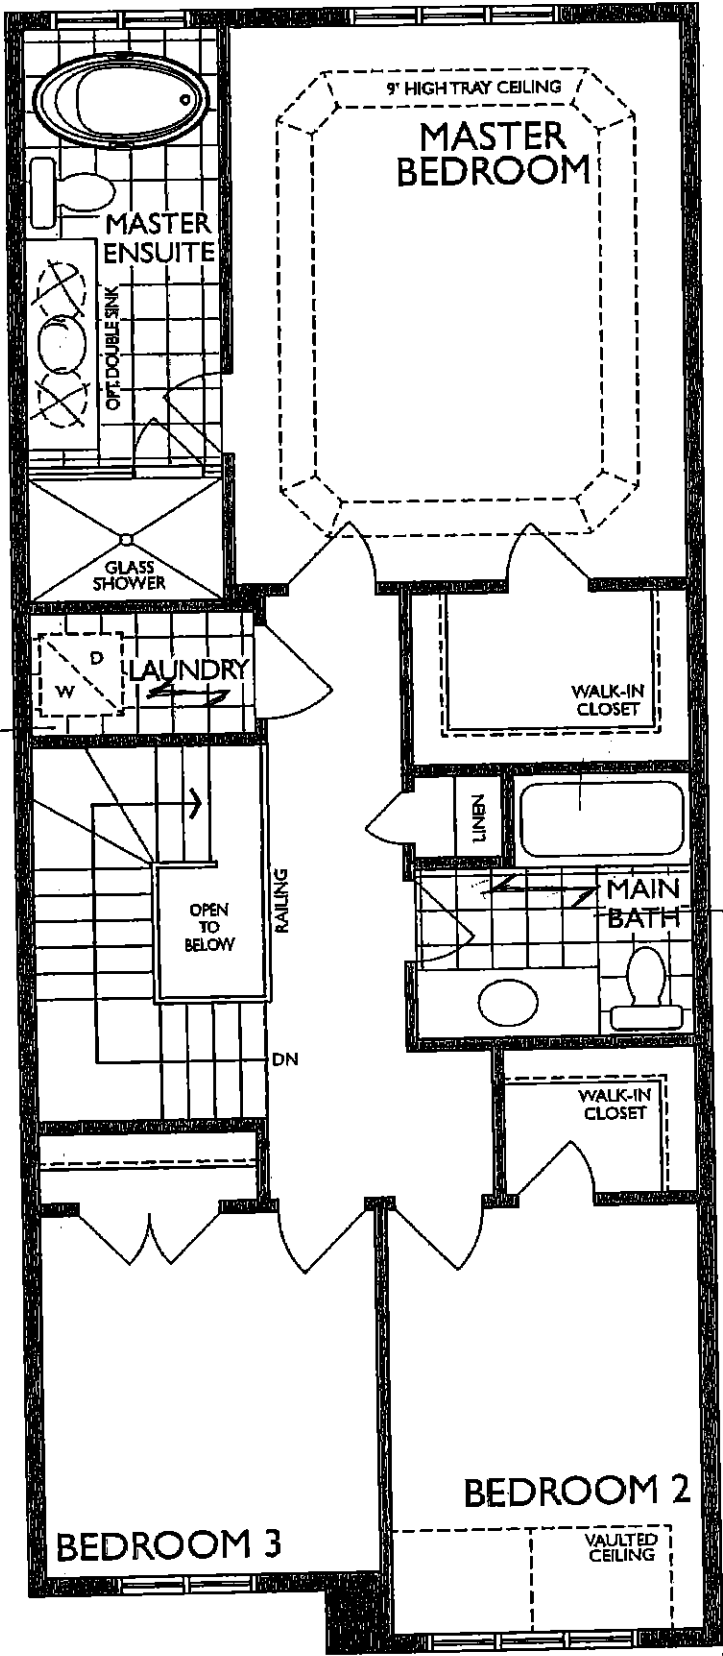 9' HIGH TRAY CEILING
MASTER
BEDROOM
MASTER
ENSUITE
OPT. DOUBLE SINK
GLASS
SHOWER
D
W
LAUNDRY
WALK-IN
CLOSET
LINEN
MAIN
BATH
OPEN
TO
BELOW
RAILING
DN
WALK-IN
CLOSET
BEDROOM 2
VAULTED
CEILING
BEDROOM 3